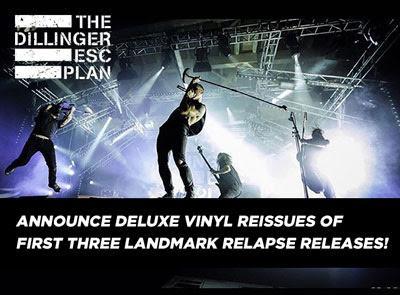 THE
DILLINGER
ESC
PLAN
ANNOUNCE DELUXE VINYL REISSUES OF
FIRST THREE LANDMARK RELAPSE RELEASES!